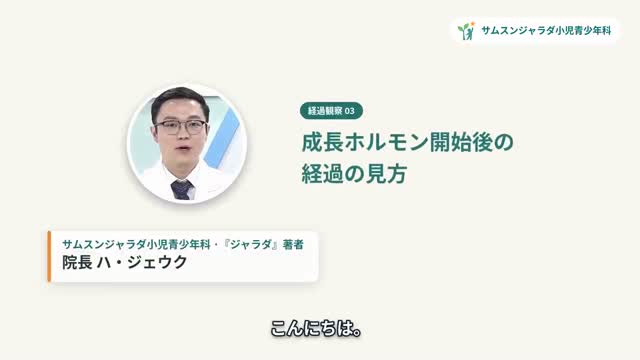 サムスンジャラダ小児青少年科
経過観察 03
成長ホルモン開始後の
経過の見方
サムスンジャラダ小児青少年科・『ジャラダ』著者
院長 ハ・ジェウク
こんにちは。